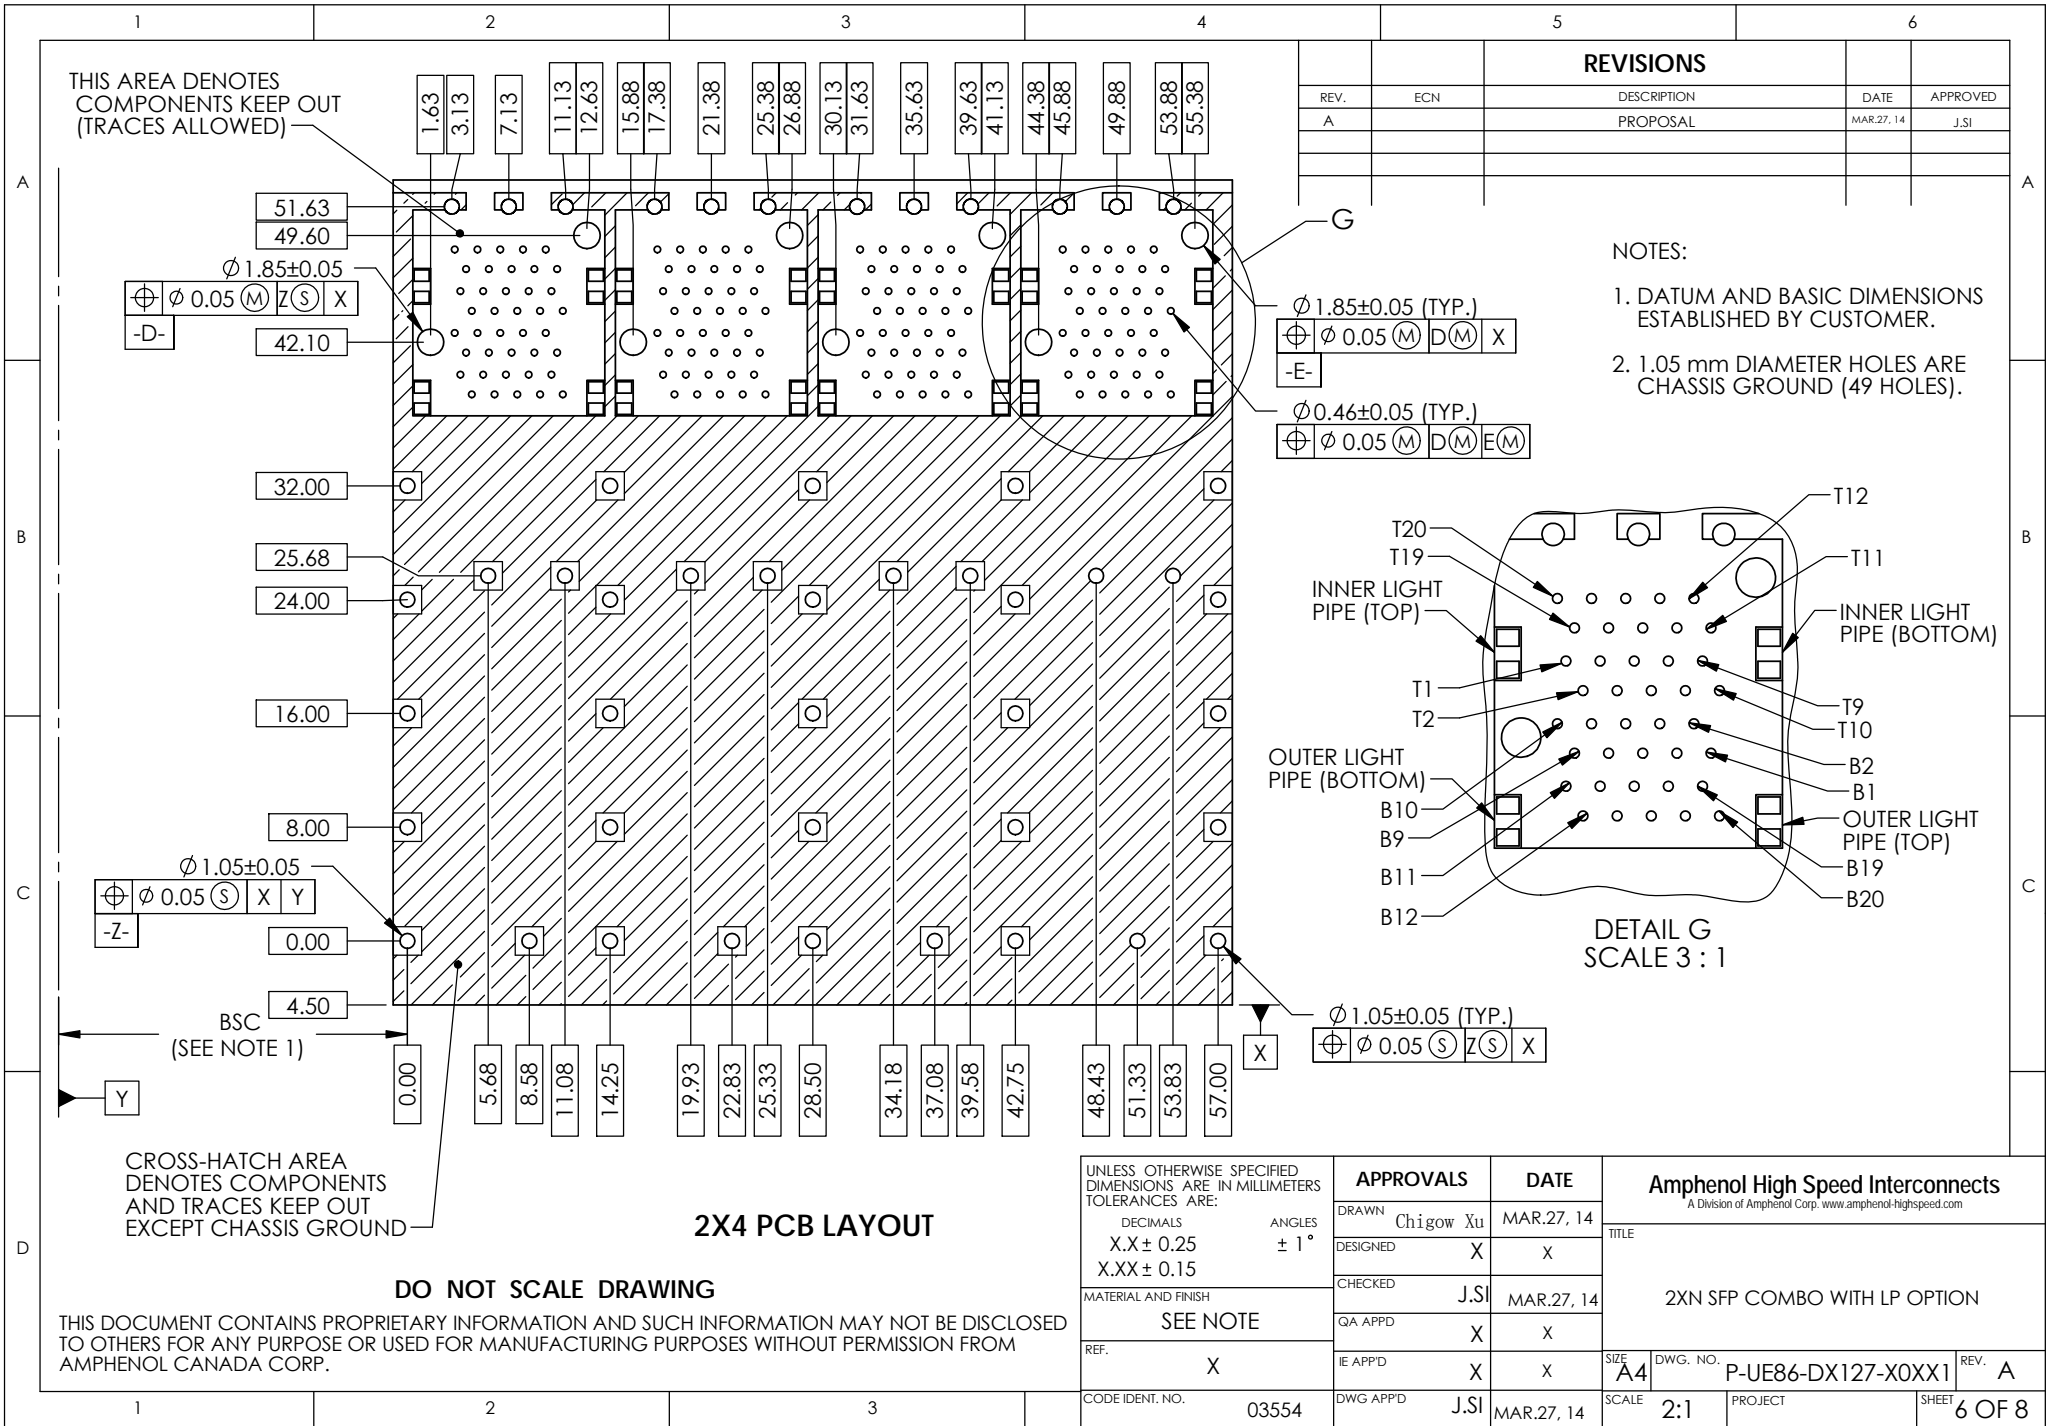 1 2 3 4 5 6
THIS AREA DENOTES
COMPONENTS KEEP OUT
(TRACES ALLOWED)
1.63 3.13 7.13 11.13 12.63 15.88 17.38 21.38 25.38 26.88 30.13 31.63 35.63 39.63 41.13 44.38 45.88 49.88 53.88 55.38
REVISIONS
REV. ECN DESCRIPTION DATE APPROVED
A PROPOSAL MAR.27, 14 J.SI
A A
51.63
49.60
Ø1.85±0.05
⌖ Ø 0.05 Ⓜ ZⓈ X
-D-
42.10
G
Ø1.85±0.05 (TYP.)
⌖ Ø 0.05 Ⓜ DⓂ X
-E-
Ø0.46±0.05 (TYP.)
⌖ Ø 0.05 Ⓜ DⓂ EⓂ
NOTES:
1. DATUM AND BASIC DIMENSIONS
ESTABLISHED BY CUSTOMER.
2. 1.05 mm DIAMETER HOLES ARE
CHASSIS GROUND (49 HOLES).
B B
32.00
25.68
24.00
16.00
8.00
Ø1.05±0.05
⌖ Ø 0.05 Ⓢ X Y
-Z-
0.00
4.50
BSC
(SEE NOTE 1)
Y
T20
T19
INNER LIGHT
PIPE (TOP)
T1
T2
OUTER LIGHT
PIPE (BOTTOM)
B10
B9
B11
B12
T12
T11
INNER LIGHT
PIPE (BOTTOM)
T9
T10
B2
B1
OUTER LIGHT
PIPE (TOP)
B19
B20
DETAIL G
SCALE 3 : 1
C C
X
Ø1.05±0.05 (TYP.)
⌖ Ø 0.05 Ⓢ ZⓈ X
0.00 5.68 8.58 11.08 14.25 19.93 22.83 25.33 28.50 34.18 37.08 39.58 42.75 48.43 51.33 53.83 57.00
CROSS-HATCH AREA
DENOTES COMPONENTS
AND TRACES KEEP OUT
EXCEPT CHASSIS GROUND
2X4 PCB LAYOUT
D
DO NOT SCALE DRAWING
THIS DOCUMENT CONTAINS PROPRIETARY INFORMATION AND SUCH INFORMATION MAY NOT BE DISCLOSED
TO OTHERS FOR ANY PURPOSE OR USED FOR MANUFACTURING PURPOSES WITHOUT PERMISSION FROM
AMPHENOL CANADA CORP.
UNLESS OTHERWISE SPECIFIED
DIMENSIONS ARE IN MILLIMETERS
TOLERANCES ARE:
DECIMALS ANGLES
X.X ± 0.25 ± 1°
X.XX ± 0.15
MATERIAL AND FINISH
SEE NOTE
REF.
X
CODE IDENT. NO. 03554
APPROVALS DATE
DRAWN Chigow Xu MAR.27, 14
DESIGNED X X
CHECKED J.SI MAR.27, 14
QA APPD X X
IE APP'D X X
DWG APP'D J.SI MAR.27, 14
Amphenol High Speed Interconnects
A Division of Amphenol Corp. www.amphenol-highspeed.com
TITLE
2XN SFP COMBO WITH LP OPTION
SIZE A4 DWG. NO. P-UE86-DX127-X0XX1 REV. A
SCALE 2:1 PROJECT SHEET 6 OF 8
1 2 3